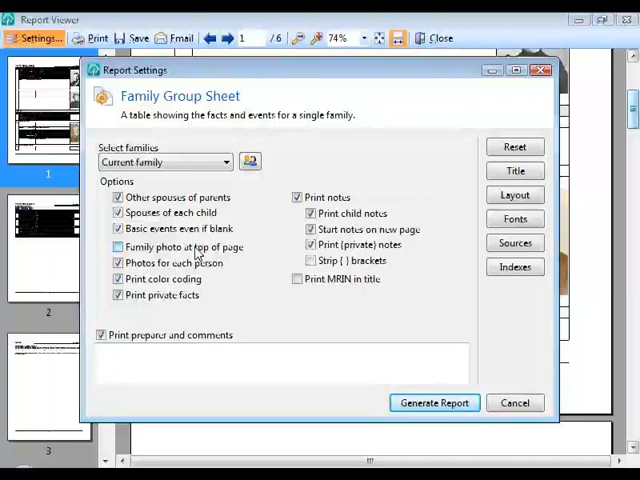 Report Viewer
Settings... Print Save Email 1 / 6 74% Close
Report Settings
Family Group Sheet
A table showing the facts and events for a single family.
Select families
Current family
Options
Other spouses of parents
Spouses of each child
Basic events even if blank
Family photo at top of page
Photos for each person
Print color coding
Print private facts
Print notes
Print child notes
Start notes on new page
Print {private} notes
Strip { } brackets
Print MRIN in title
Print preparer and comments
Reset
Title
Layout
Fonts
Sources
Indexes
Generate Report Cancel
1
2
3